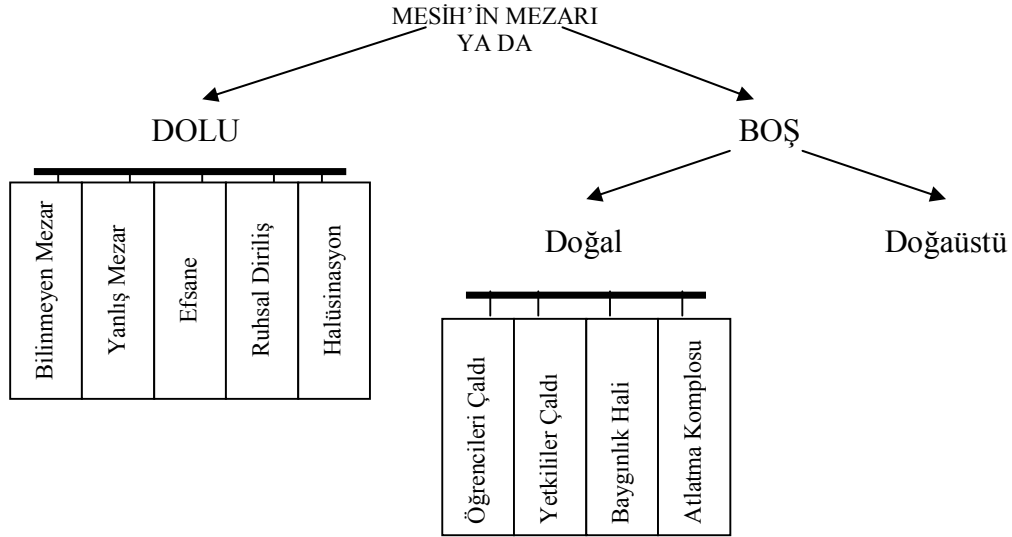 MESİH'İN MEZARI
YA DA
DOLU
BOŞ
Bilinmeyen Mezar
Yanlış Mezar
Efsane
Ruhsal Diriliş
Halüsinasyon
Doğal
Doğaüstü
Öğrencileri Çaldı
Yetkililer Çaldı
Baygınlık Hali
Atlatma Komplosu